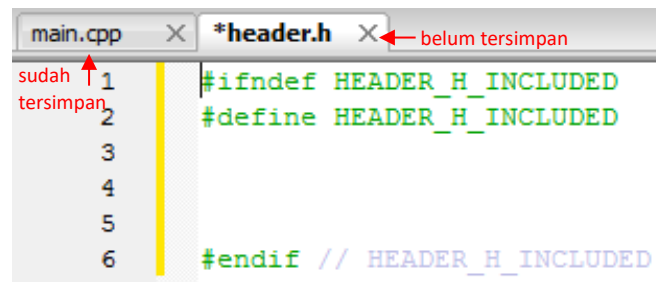 main.cpp *header.h belum tersimpan
sudah
tersimpan
1 #ifndef HEADER_H_INCLUDED
2 #define HEADER_H_INCLUDED
3
4
5
6 #endif // HEADER_H_INCLUDED